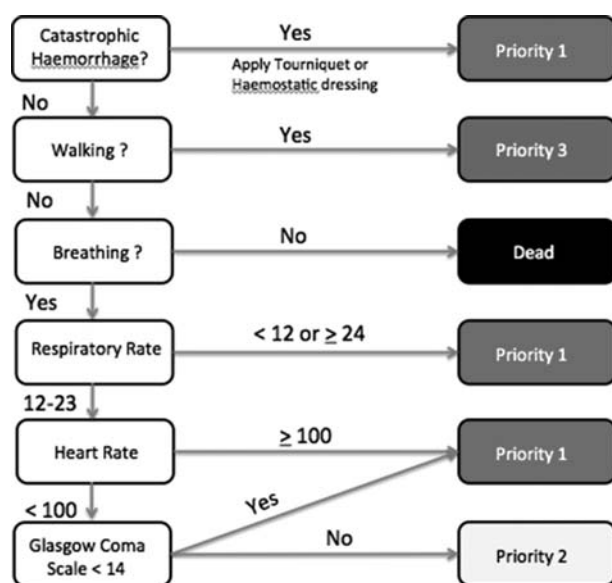 Catastrophic
Haemorrhage?
Yes
Apply Tourniquet or
Haemostatic dressing
Priority 1
No
Walking ?
Yes
Priority 3
No
Breathing ?
No
Dead
Yes
Respiratory Rate
< 12 or ≥ 24
Priority 1
12-23
Heart Rate
≥ 100
Priority 1
< 100
Yes
Glasgow Coma
Scale < 14
No
Priority 2